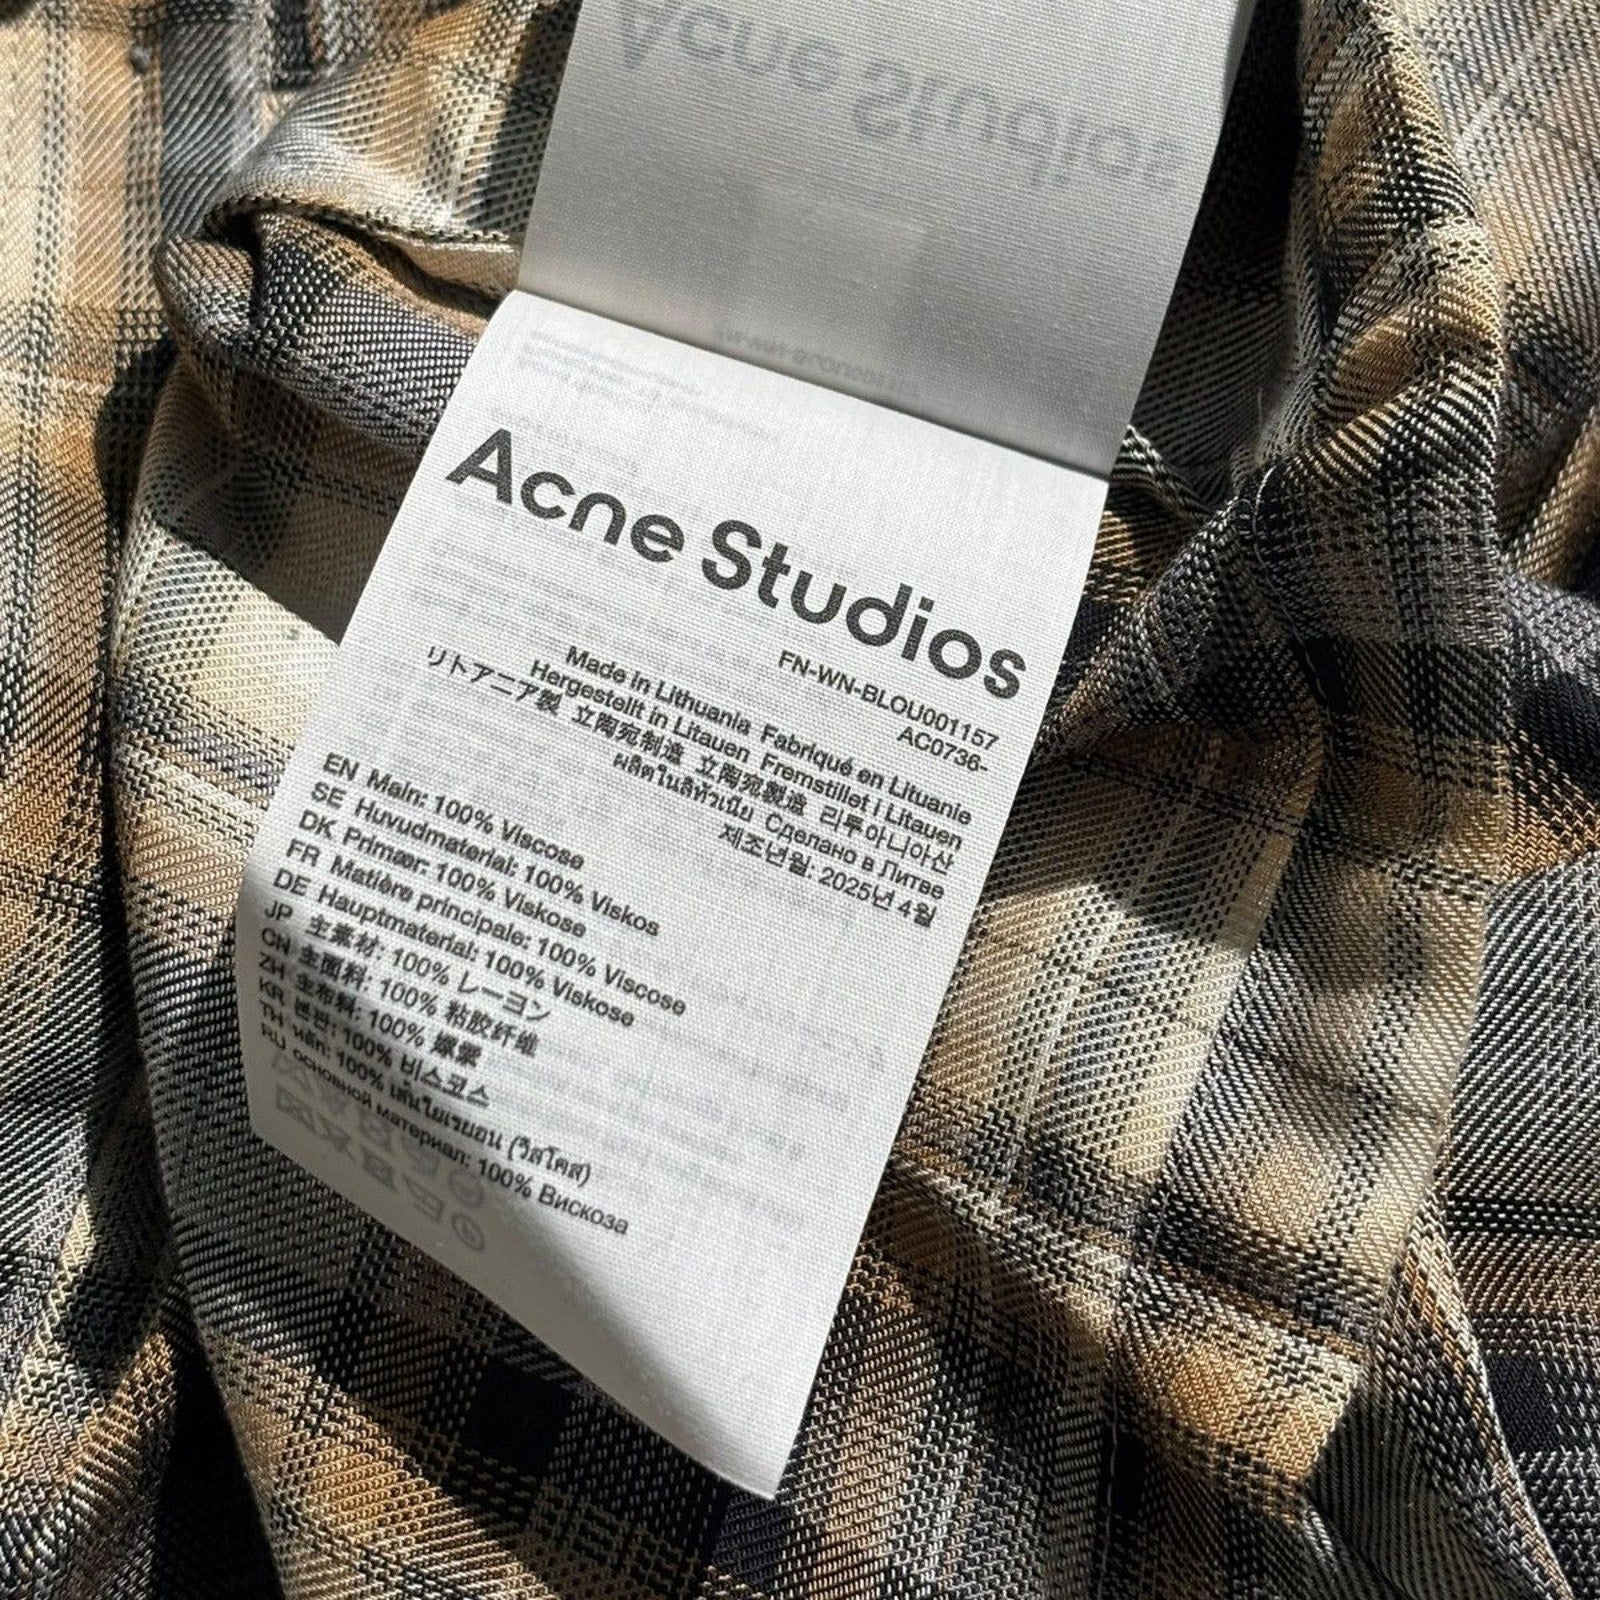 Acne Studios
Acne Studios
FN-WN-BLOU001157
AC0736-
Made in Lithuania Fabriqué en Lituanie
Hergestellt in Litauen Fremstillet i Litauen
リトアニア製 立陶宛制造 立陶宛製造 리투아니아산
ผลิตในลิทัวเนีย Сделано в Литве
제조년월: 2025년 4월
EN Main: 100% Viscose
SE Huvudmaterial: 100% Viskos
DK Primær: 100% Viskose
FR Matière principale: 100% Viscose
DE Hauptmaterial: 100% Viskose
JP 主素材: 100% レーヨン
CN 主面料: 100% 粘胶纤维
ZH 主布料: 100% 嫘縈
KR 본판: 100% 비스코스
TH หลัก: 100% เส้นใยเรยอน (วิสโคส)
RU основной материал: 100% Вискоза